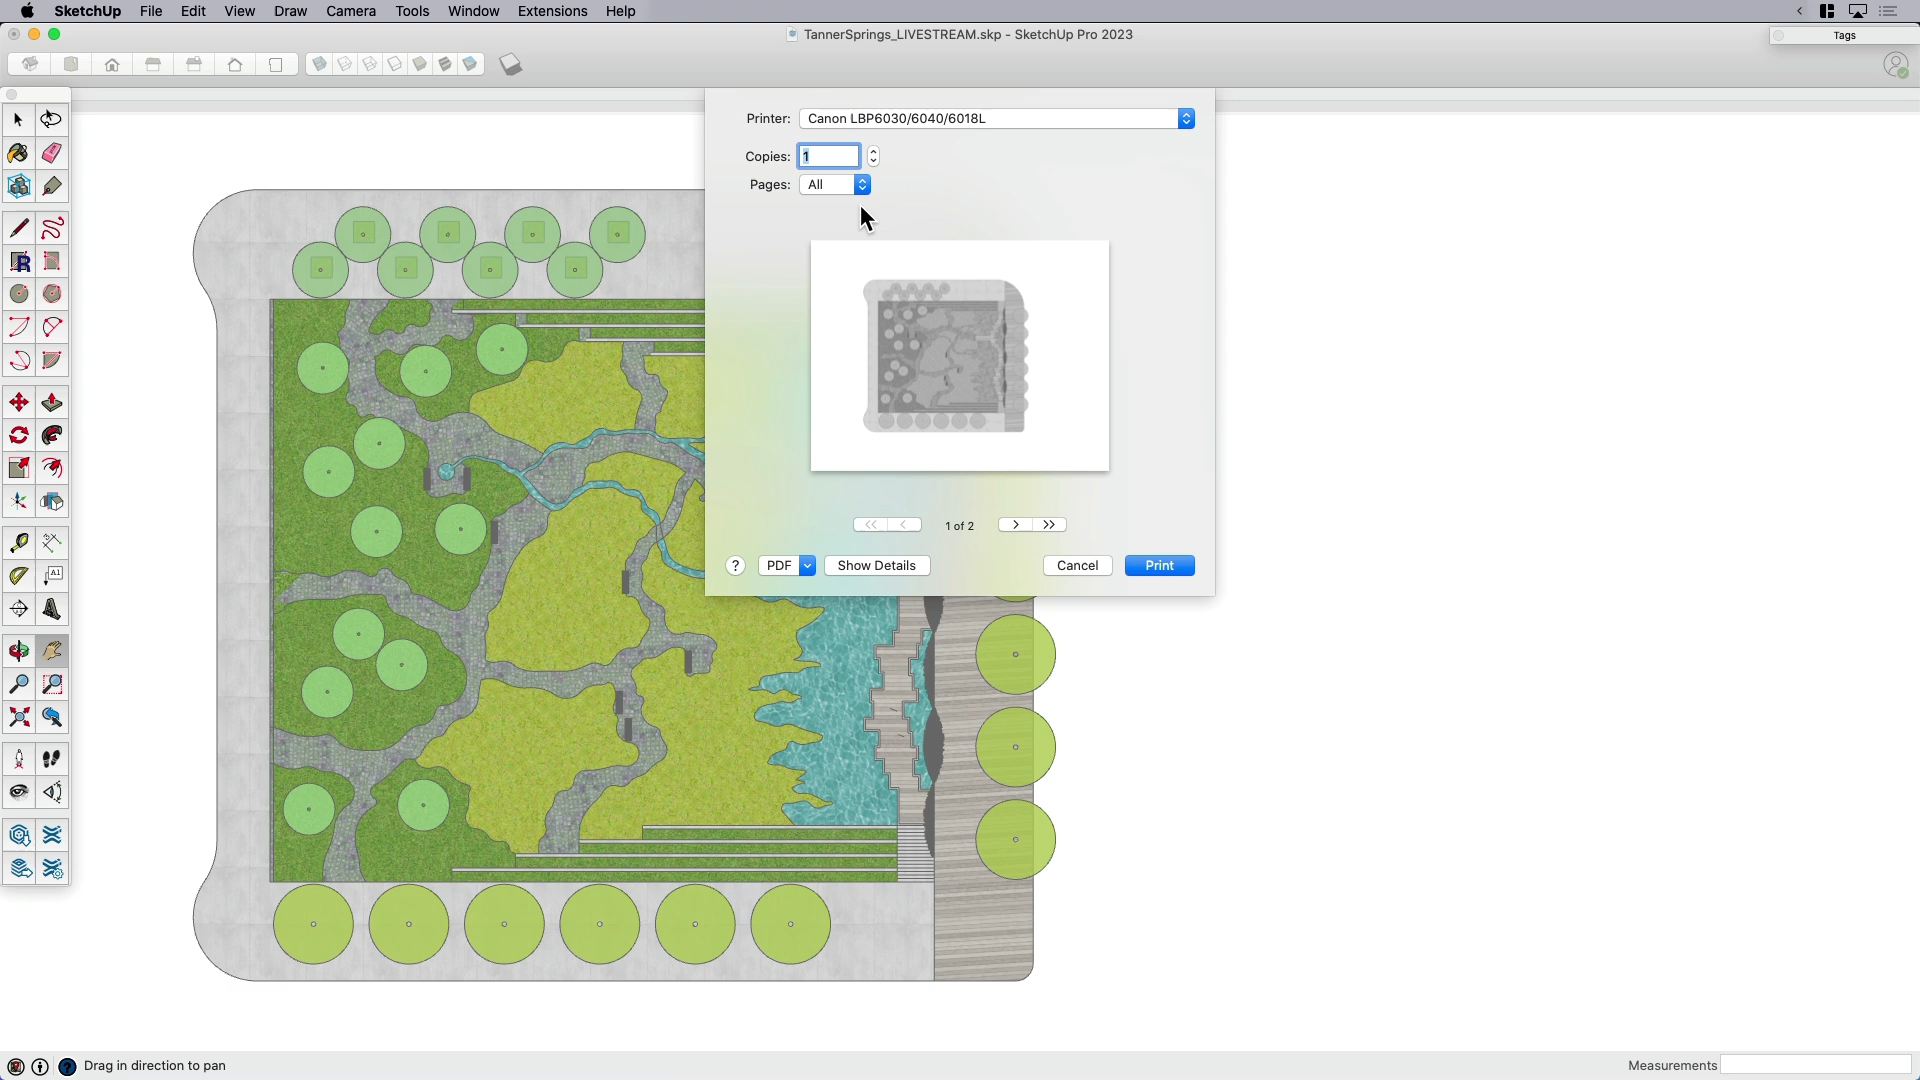 SketchUp File Edit View Draw Camera Tools Window Extensions Help
TannerSprings_LIVESTREAM.skp - SketchUp Pro 2023
Tags
Printer: Canon LBP6030/6040/6018L
Copies: 1
Pages: All
R
<< < 1 of 2 > >>
? PDF Show Details Cancel Print
A1
? Drag in direction to pan
Measurements